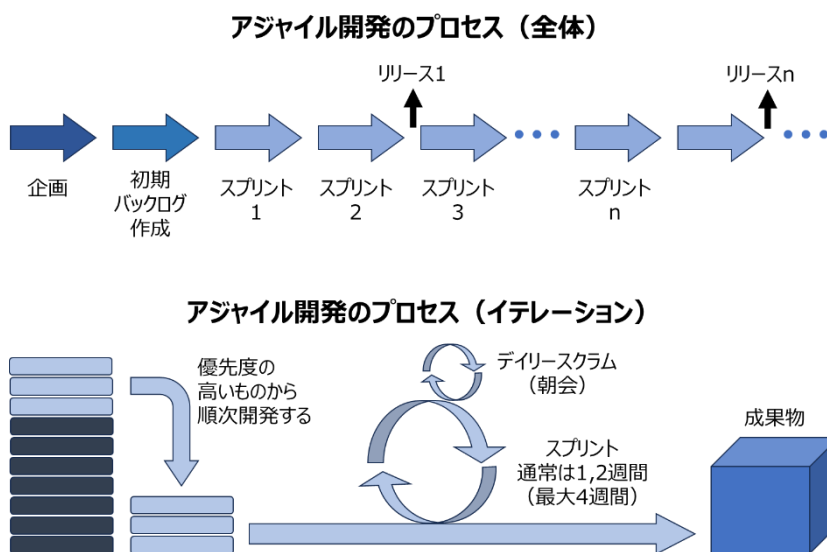 アジャイル開発のプロセス（全体）
リリース1
リリースn
企画
初期
バックログ
作成
スプリント
1
スプリント
2
スプリント
3
スプリント
n
アジャイル開発のプロセス（イテレーション）
優先度の
高いものから
順次開発する
デイリースクラム
（朝会）
スプリント
通常は1,2週間
（最大4週間）
成果物